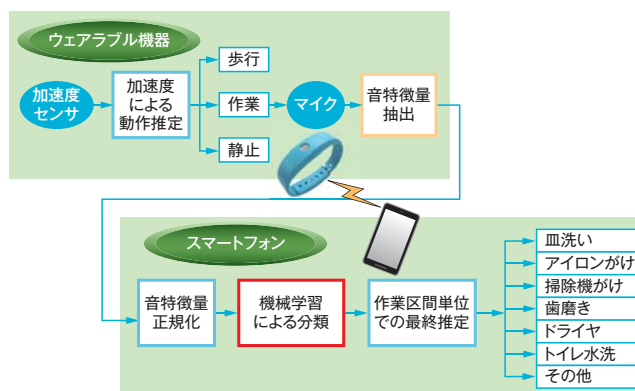 ウェアラブル機器
加速度
センサ
加速度
による
動作推定
歩行
作業
静止
マイク
音特徴量
抽出
スマートフォン
音特徴量
正規化
機械学習
による分類
作業区間単位
での最終推定
皿洗い
アイロンがけ
掃除機がけ
歯磨き
ドライヤ
トイレ水洗
その他